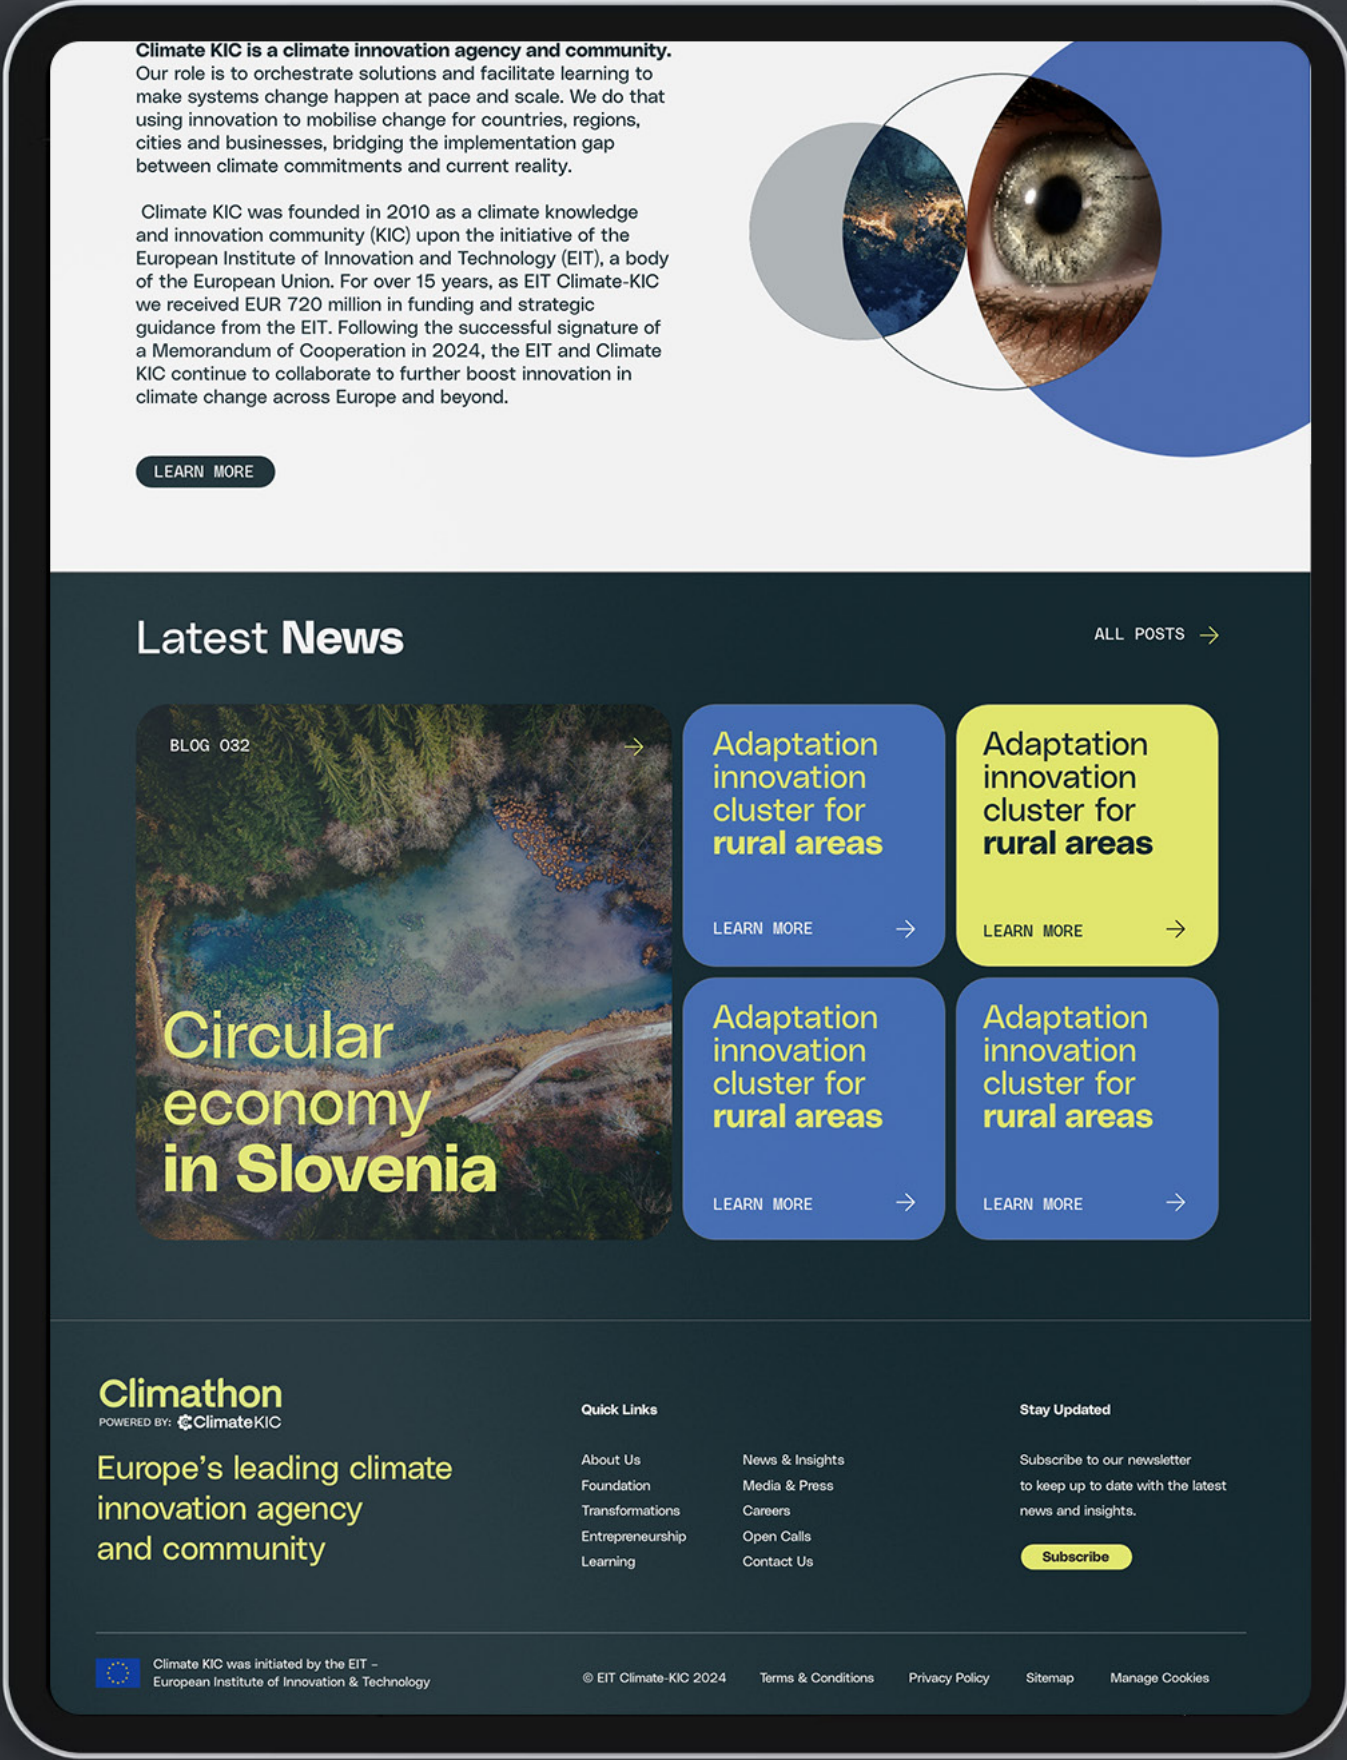 Climate KIC is a climate innovation agency and community.
Our role is to orchestrate solutions and facilitate learning to
make systems change happen at pace and scale. We do that
using innovation to mobilise change for countries, regions,
cities and businesses, bridging the implementation gap
between climate commitments and current reality.
Climate KIC was founded in 2010 as a climate knowledge
and innovation community (KIC) upon the initiative of the
European Institute of Innovation and Technology (EIT), a body
of the European Union. For over 15 years, as EIT Climate-KIC
we received EUR 720 million in funding and strategic
guidance from the EIT. Following the successful signature of
a Memorandum of Cooperation in 2024, the EIT and Climate
KIC continue to collaborate to further boost innovation in
climate change across Europe and beyond.
LEARN MORE
Latest News
ALL POSTS
BLOG 032
Circular
economy
in Slovenia
Adaptation
innovation
cluster for
rural areas
LEARN MORE
Adaptation
innovation
cluster for
rural areas
LEARN MORE
Adaptation
innovation
cluster for
rural areas
LEARN MORE
Adaptation
innovation
cluster for
rural areas
LEARN MORE
Climathon
POWERED BY: Climate KIC
Europe's leading climate
innovation agency
and community
Quick Links
About Us
Foundation
Transformations
Entrepreneurship
Learning
News & Insights
Media & Press
Careers
Open Calls
Contact Us
Stay Updated
Subscribe to our newsletter
to keep up to date with the latest
news and insights.
Subscribe
Climate KIC was initiated by the EIT –
European Institute of Innovation & Technology
© EIT Climate-KIC 2024
Terms & Conditions
Privacy Policy
Sitemap
Manage Cookies